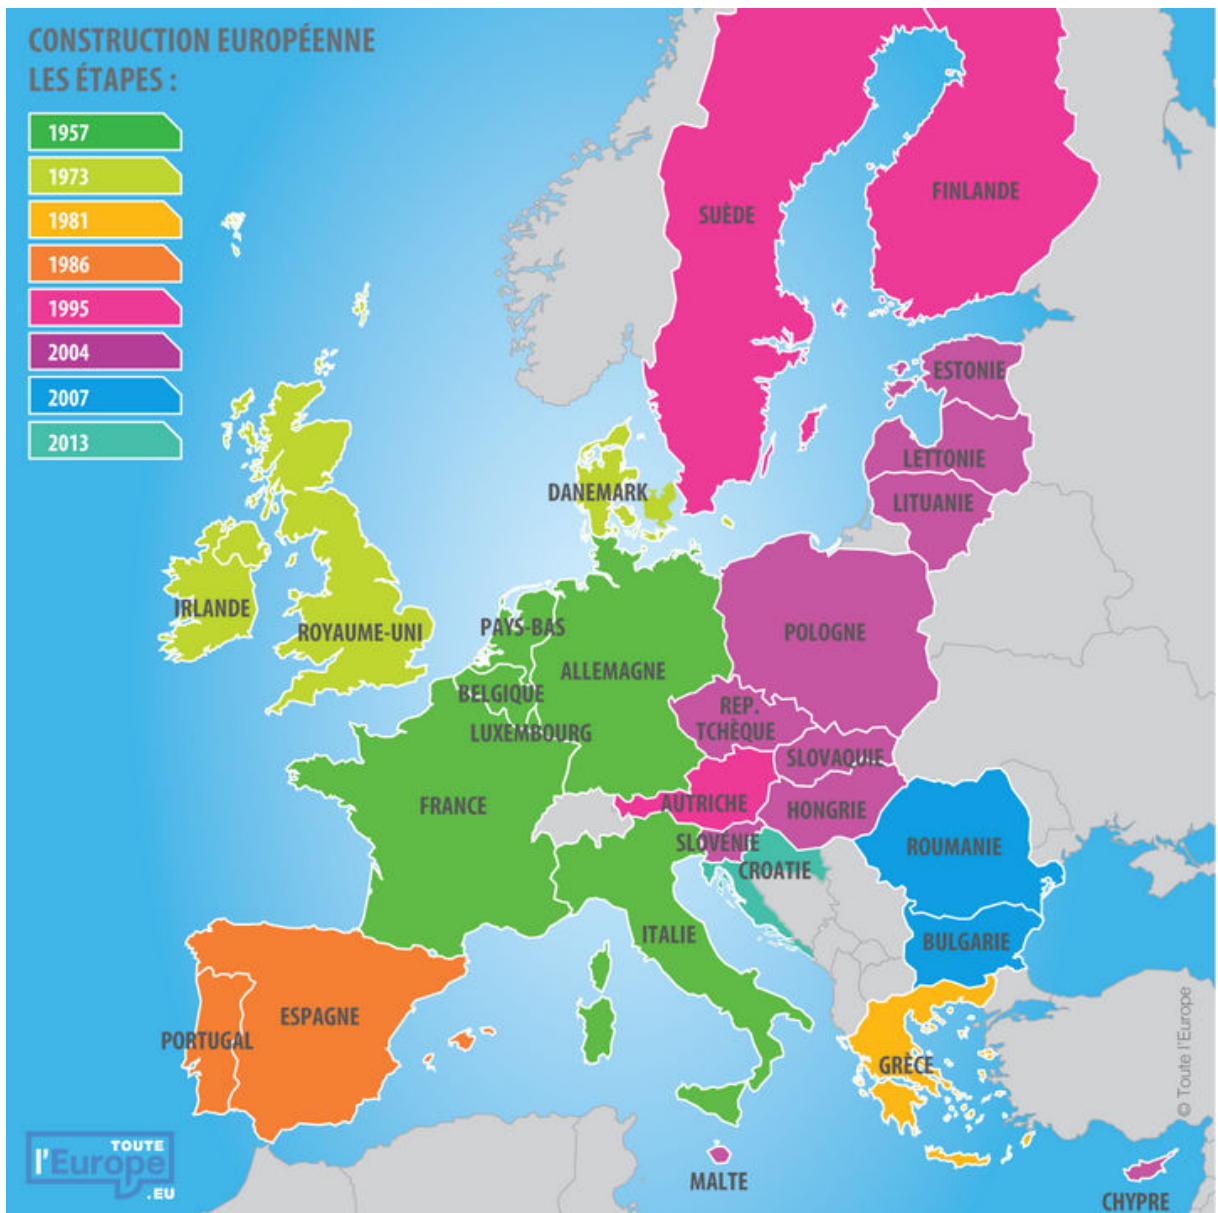 CONSTRUCTION EUROPÉENNE
LES ÉTAPES :
1957
1973
1981
1986
1995
2004
2007
2013
SUÈDE
FINLANDE
ESTONIE
LETTONIE
LITUANIE
DANEMARK
IRLANDE
ROYAUME-UNI
PAYS-BAS
POLOGNE
ALLEMAGNE
BELGIQUE
LUXEMBOURG
REP.
TCHÈQUE
SLOVAQUIE
FRANCE
AUTRICHE
HONGRIE
SLOVÉNIE
CROATIE
ROUMANIE
ITALIE
BULGARIE
ESPAGNE
PORTUGAL
GRÈCE
MALTE
CHYPRE
© Toute l'Europe
TOUTE
l'Europe
.EU